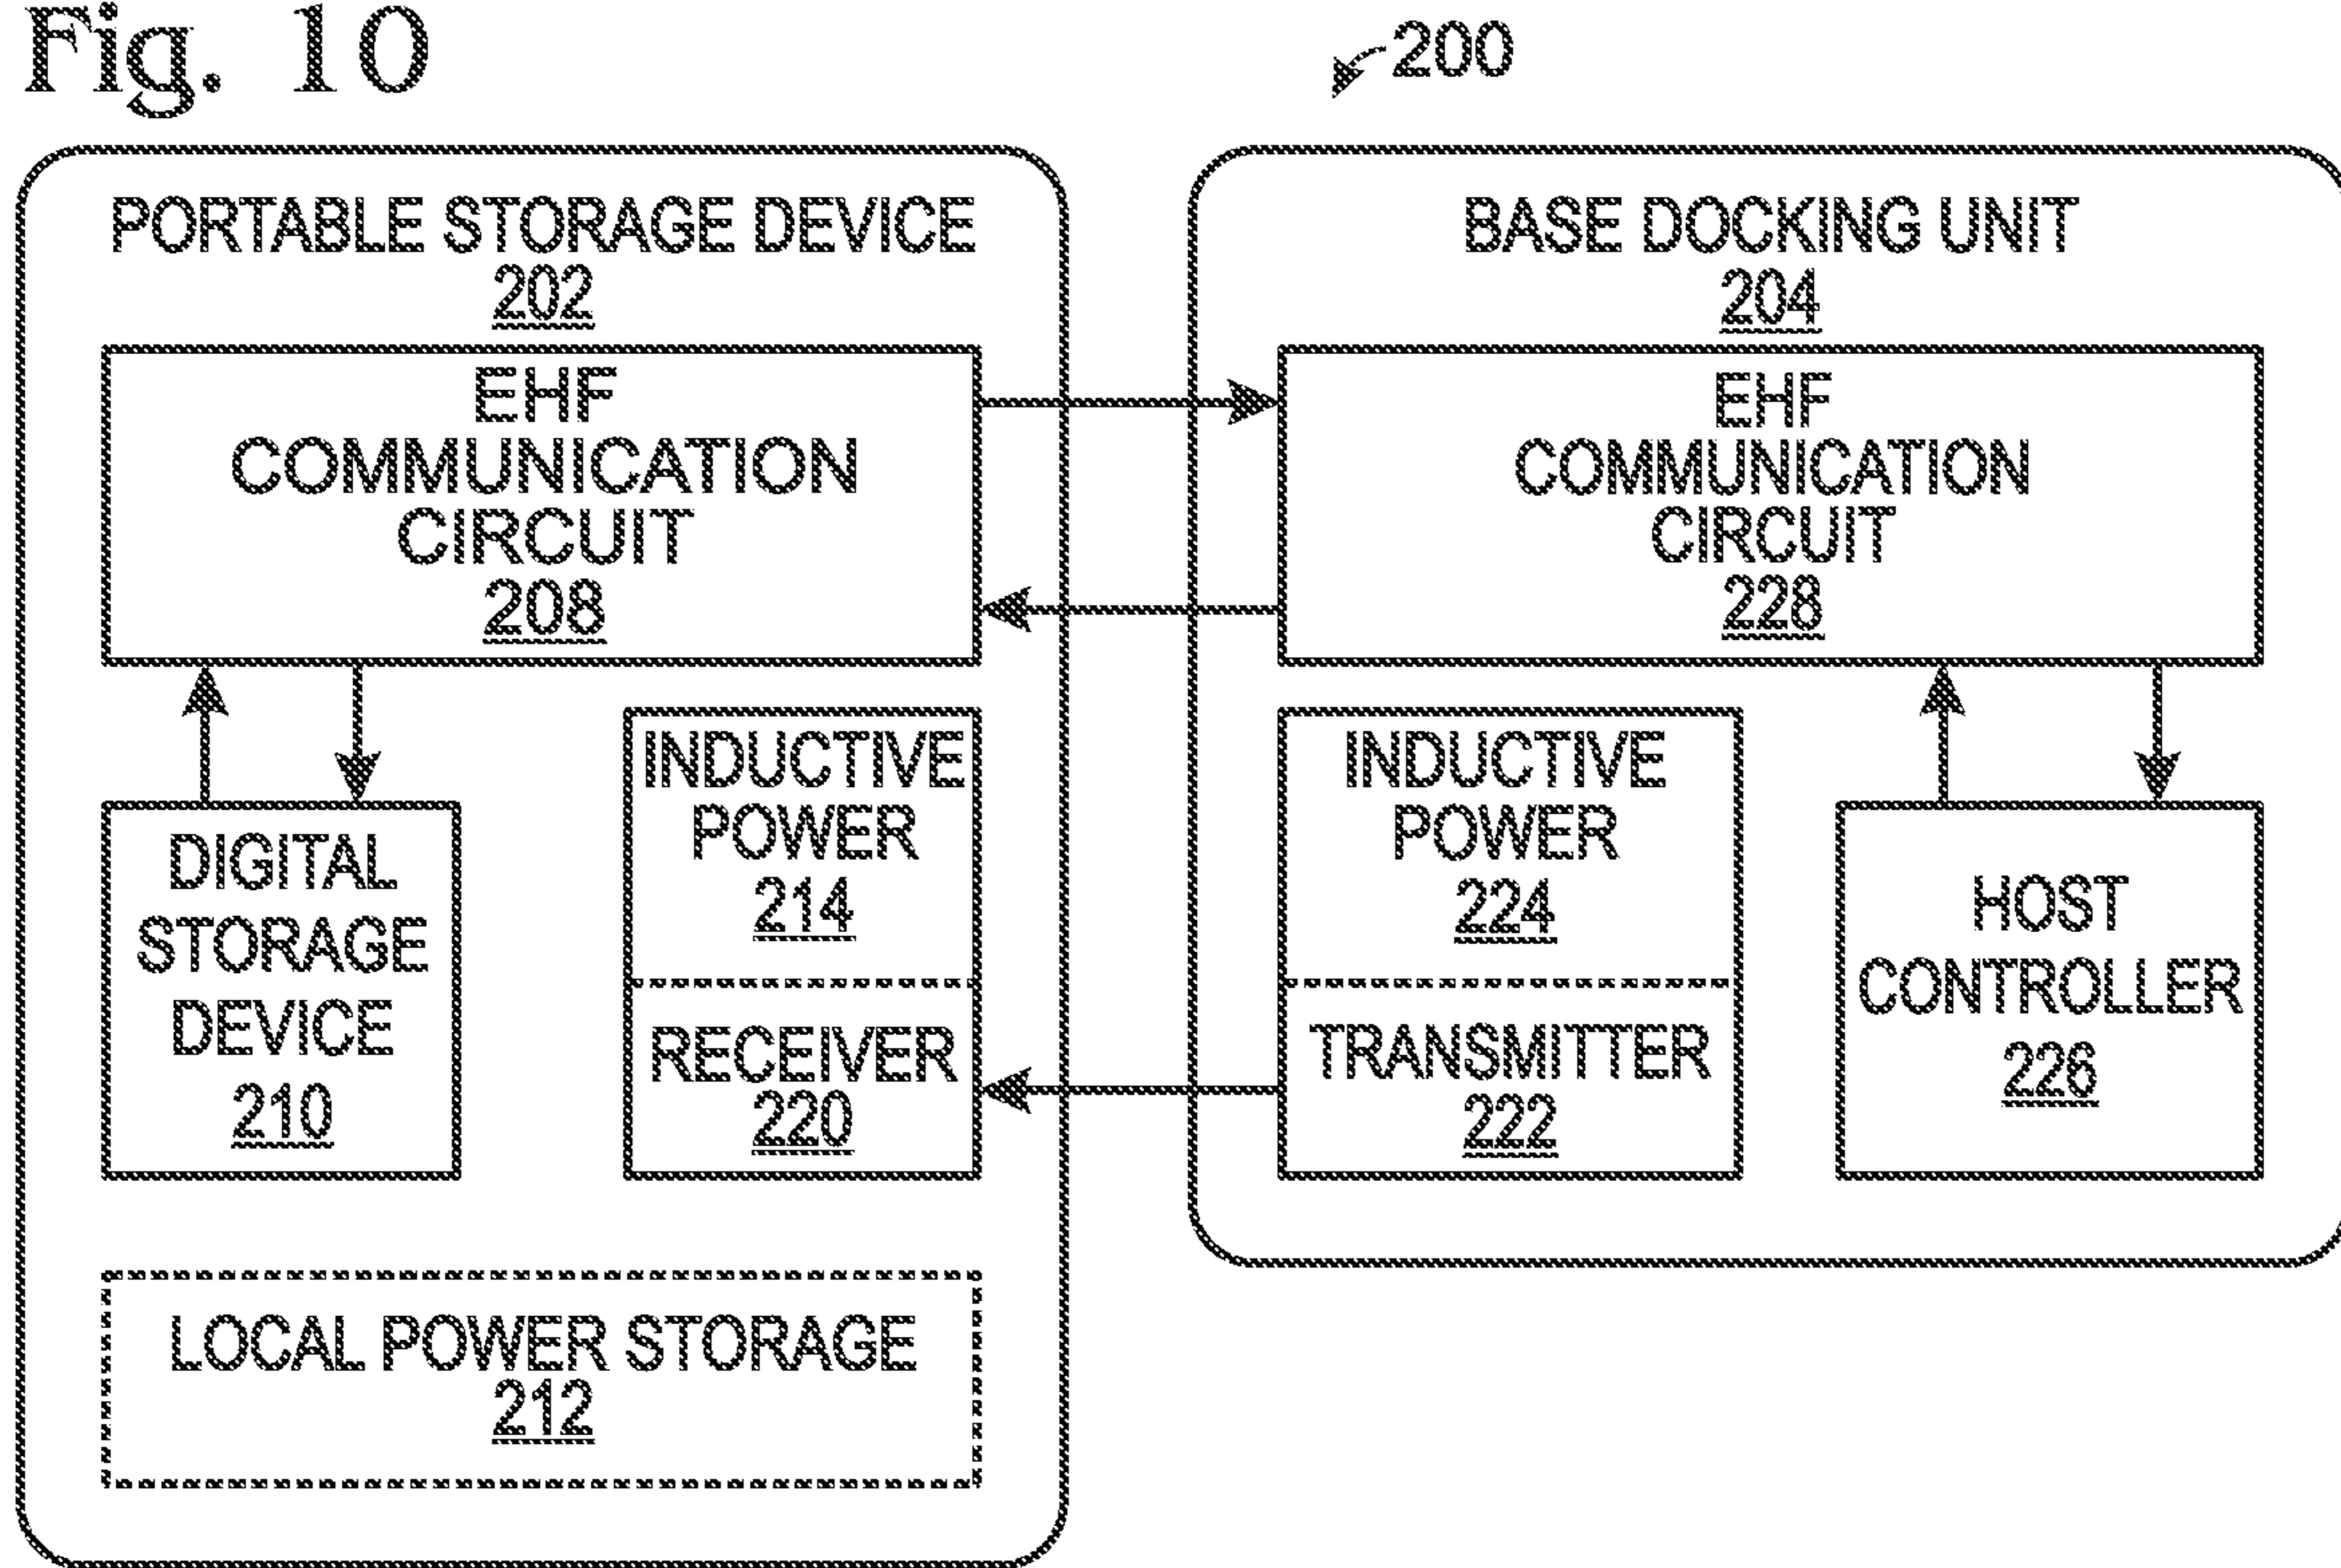 Fig. 10
200
PORTABLE STORAGE DEVICE
202
EHF
COMMUNICATION
CIRCUIT
208
DIGITAL
STORAGE
DEVICE
210
INDUCTIVE
POWER
214
RECEIVER
220
LOCAL POWER STORAGE
212
BASE DOCKING UNIT
204
EHF
COMMUNICATION
CIRCUIT
228
INDUCTIVE
POWER
224
TRANSMITTER
222
HOST
CONTROLLER
226